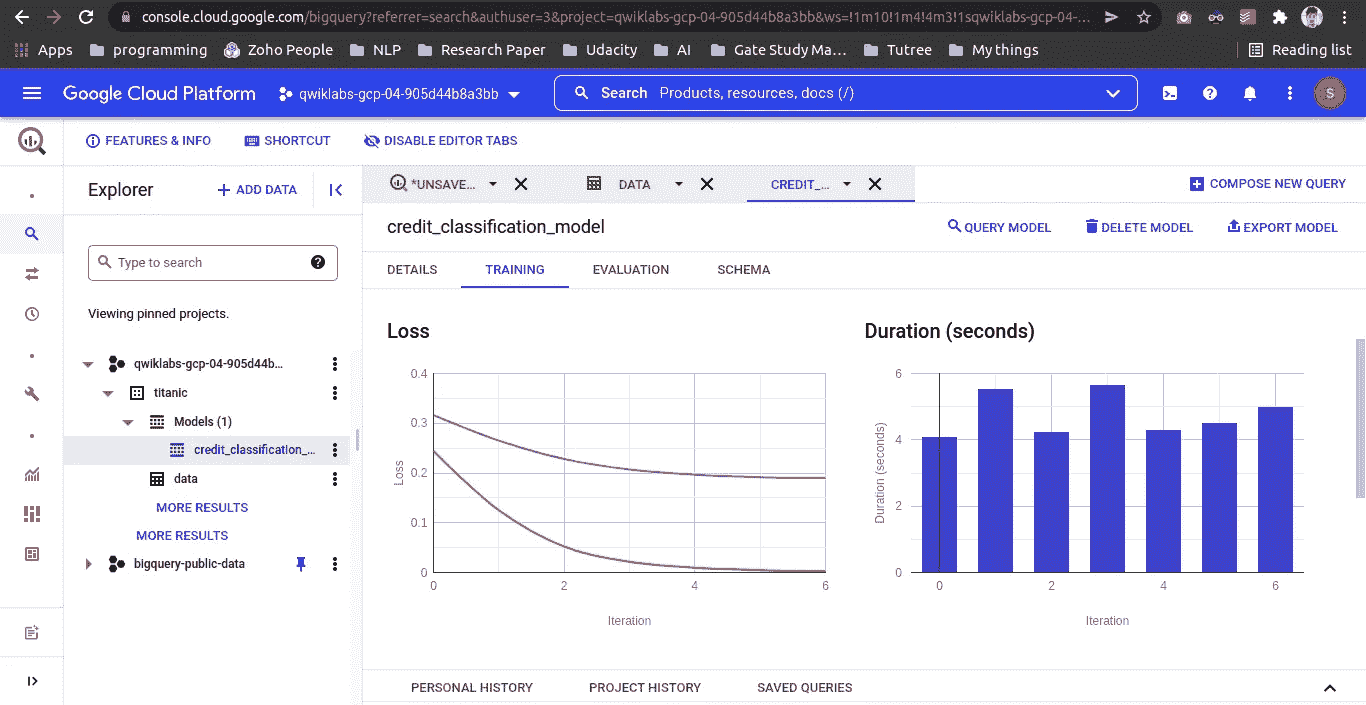 console.cloud.google.com/bigquery?referrer=search&authuser=3&project=qwiklabs-gcp-04-905d44b8a3bb&ws=!1m10!1m4!4m3!1sqwiklabs-gcp-04-...
Apps programming Zoho People NLP Research Paper Udacity AI Gate Study Ma... Tutree My things Reading list
Google Cloud Platform qwiklabs-gcp-04-905d44b8a3bb Search Products, resources, docs (/) S
FEATURES & INFO SHORTCUT DISABLE EDITOR TABS
Explorer ADD DATA
*UNSAVE... DATA CREDIT_... COMPOSE NEW QUERY
credit_classification_model QUERY MODEL DELETE MODEL EXPORT MODEL
Type to search
DETAILS TRAINING EVALUATION SCHEMA
Viewing pinned projects.
qwiklabs-gcp-04-905d44b...
titanic
Models (1)
credit_classification_...
data
MORE RESULTS
MORE RESULTS
bigquery-public-data
Loss
0.4
0.3
0.2
0.1
0
Loss
0 2 4 6
Iteration
Duration (seconds)
6
4
2
0
Duration (seconds)
0 2 4 6
Iteration
PERSONAL HISTORY PROJECT HISTORY SAVED QUERIES